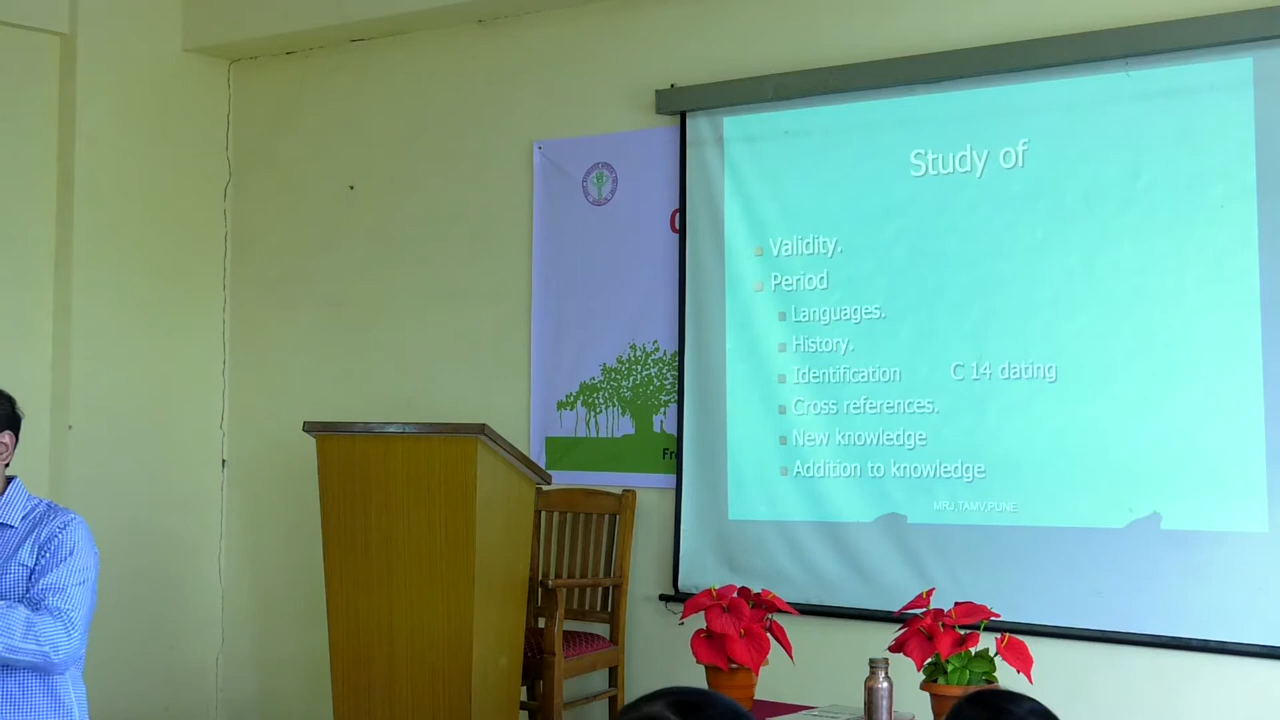 Study of
Validity.
Period
Languages.
History.
Identification C 14 dating
Cross references.
New knowledge
Addition to knowledge
MRJ,TAMV,PUNE
Fr